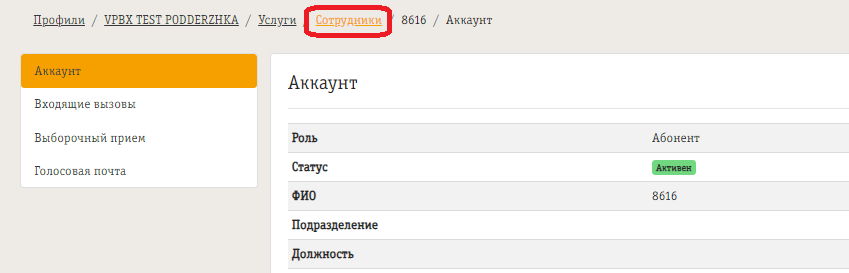 Профили / VPBX TEST PODDERZHKA / Услуги / Сотрудники / 8616 / Аккаунт
Аккаунт
Входящие вызовы
Выборочный прием
Голосовая почта
Аккаунт
Роль Абонент
Статус Активен
ФИО 8616
Подразделение
Должность